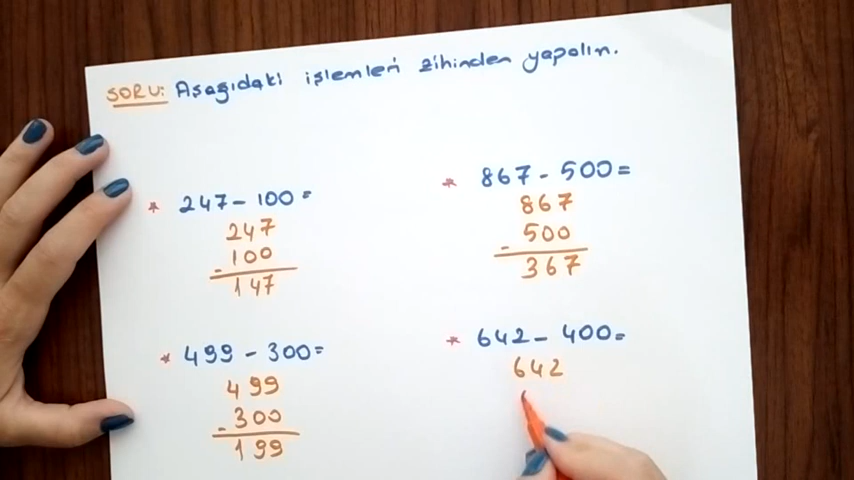 SORU: Aşağıdaki işlemleri zihinden yapalım.
* 247 - 100 =
247
- 100
147
* 867 - 500 =
867
- 500
367
* 499 - 300 =
499
- 300
199
* 642 - 400 =
642